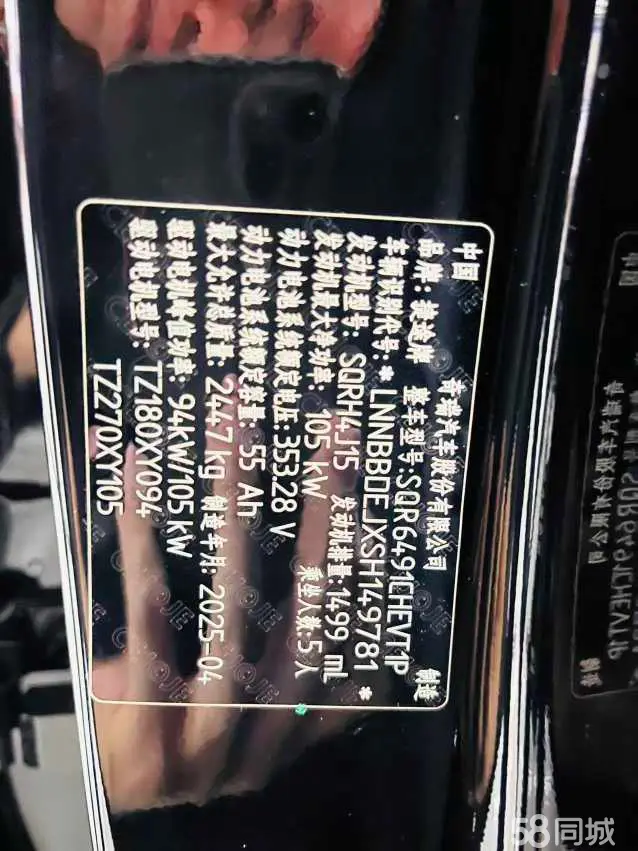 中国 奇瑞汽车股份有限公司 制造
品牌：捷途牌 整车型号：SQR6491CHEVT1P
车辆识别代号：*LNNBBDEJXSH149781*
发动机型号：SQRH4J15 发动机排量：1499 mL
发动机最大净功率：105 kW
动力电池系统额定电压：353.28 V 乘坐人数：5人
动力电池系统额定容量：55 Ah
最大允许总质量：2447 kg 制造年月：2025-04
驱动电机峰值功率：94kW/105kW
驱动电机型号：TZ180XY094
TZ270XY105
58同城